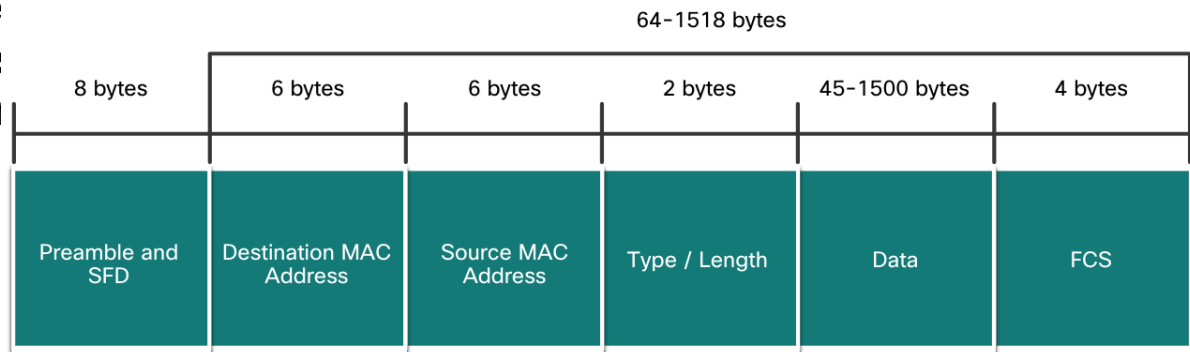 64-1518 bytes
8 bytes
6 bytes
6 bytes
2 bytes
45-1500 bytes
4 bytes
Preamble and
SFD
Destination MAC
Address
Source MAC
Address
Type / Length
Data
FCS